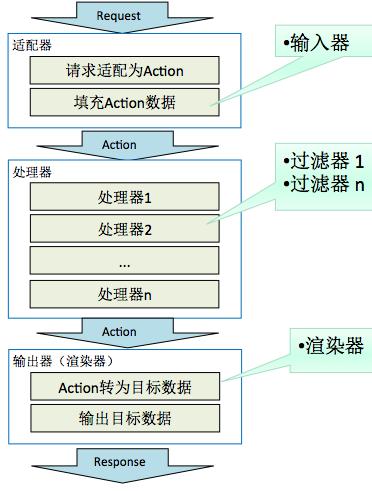 Request
适配器
请求适配为Action
填充Action数据
•输入器
Action
处理器
处理器1
处理器2
...
处理器n
•过滤器 1
•过滤器 n
Action
输出器（渲染器）
Action转为目标数据
输出目标数据
•渲染器
Response